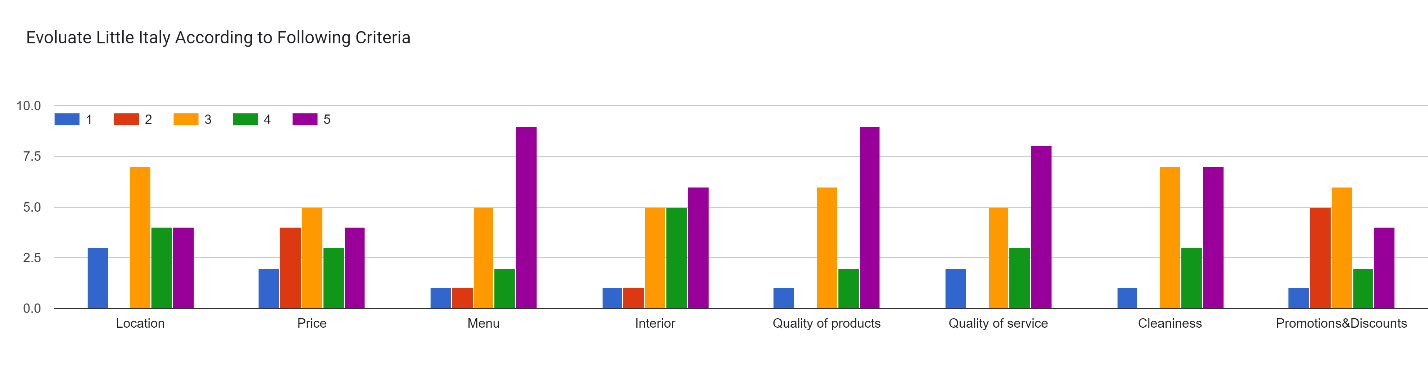 Evoluate Little Italy According to Following Criteria
10.0
1 2 3 4 5
7.5
5.0
2.5
0.0
Location Price Menu Interior Quality of products Quality of service Cleaniness Promotions&Discounts